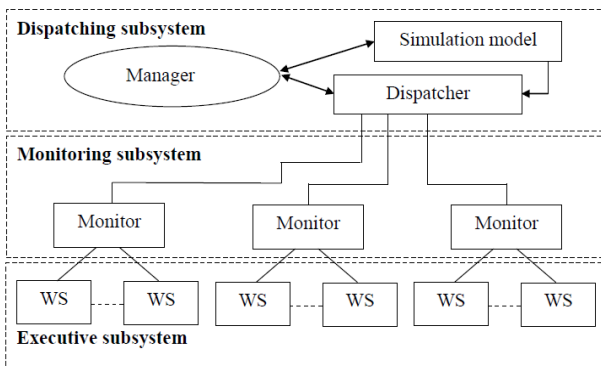 Dispatching subsystem
Simulation model
Manager
Dispatcher
Monitoring subsystem
Monitor
Monitor
Monitor
WS
WS
WS
WS
WS
WS
Executive subsystem